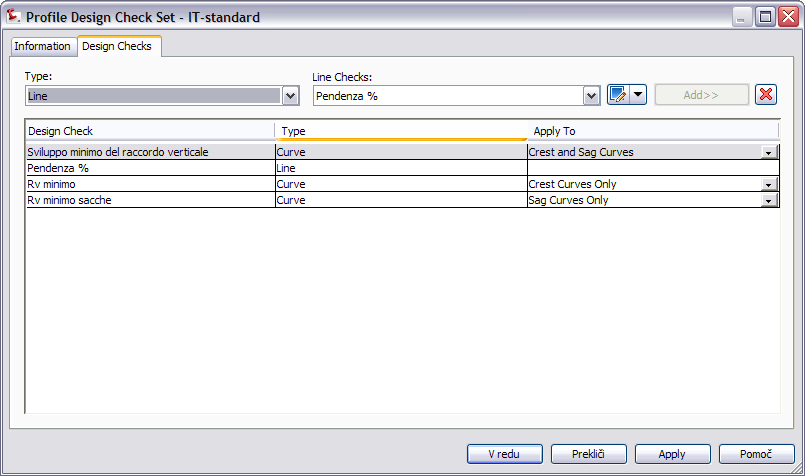 Profile Design Check Set - IT-standard
Information Design Checks
Type: Line Checks:
Line Pendenza % Add>>
Design Check Type Apply To
Sviluppo minimo del raccordo verticale Curve Crest and Sag Curves
Pendenza % Line
Rv minimo Curve Crest Curves Only
Rv minimo sacche Curve Sag Curves Only
V redu Prekliči Apply Pomoč